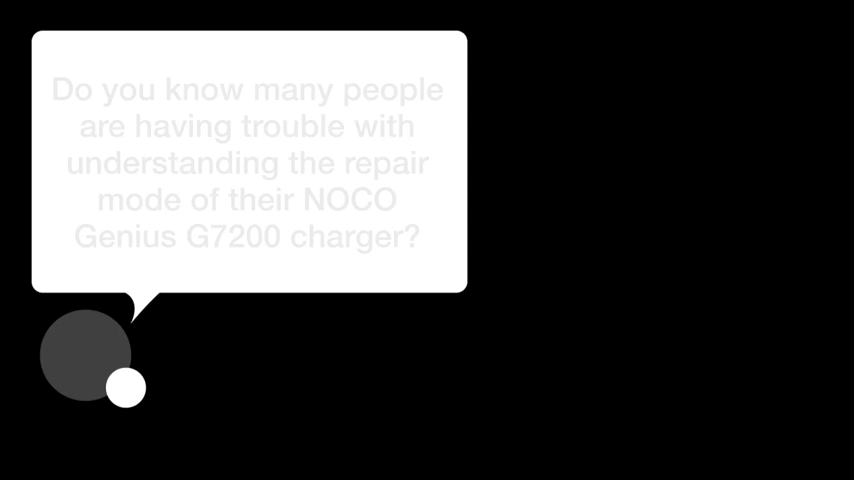 Do you know many people
are having trouble with
understanding the repair
mode of their NOCO
Genius G7200 charger?